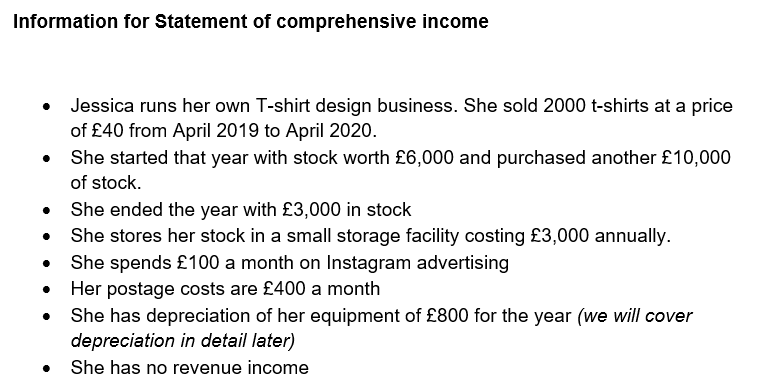 Information for Statement of comprehensive income
• Jessica runs her own T-shirt design business. She sold 2000 t-shirts at a price
of £40 from April 2019 to April 2020.
• She started that year with stock worth £6,000 and purchased another £10,000
of stock.
• She ended the year with £3,000 in stock
• She stores her stock in a small storage facility costing £3,000 annually.
• She spends £100 a month on Instagram advertising
• Her postage costs are £400 a month
• She has depreciation of her equipment of £800 for the year (we will cover
depreciation in detail later)
• She has no revenue income